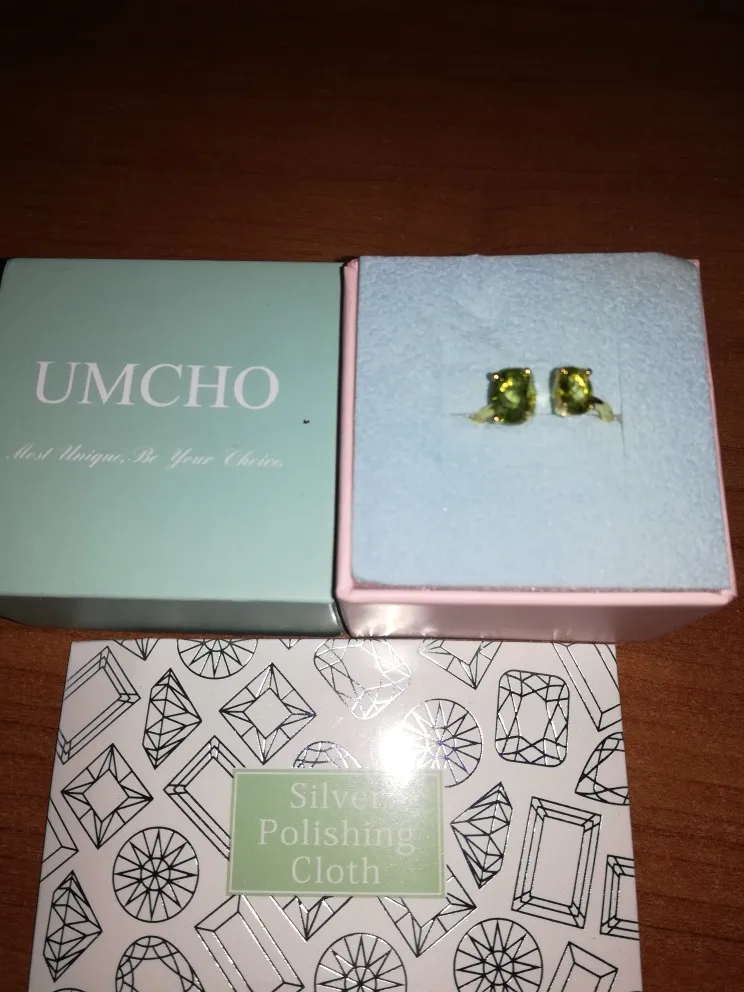 UMCHO
Most Unique, Be Your Choice.
Silver
Polishing
Cloth